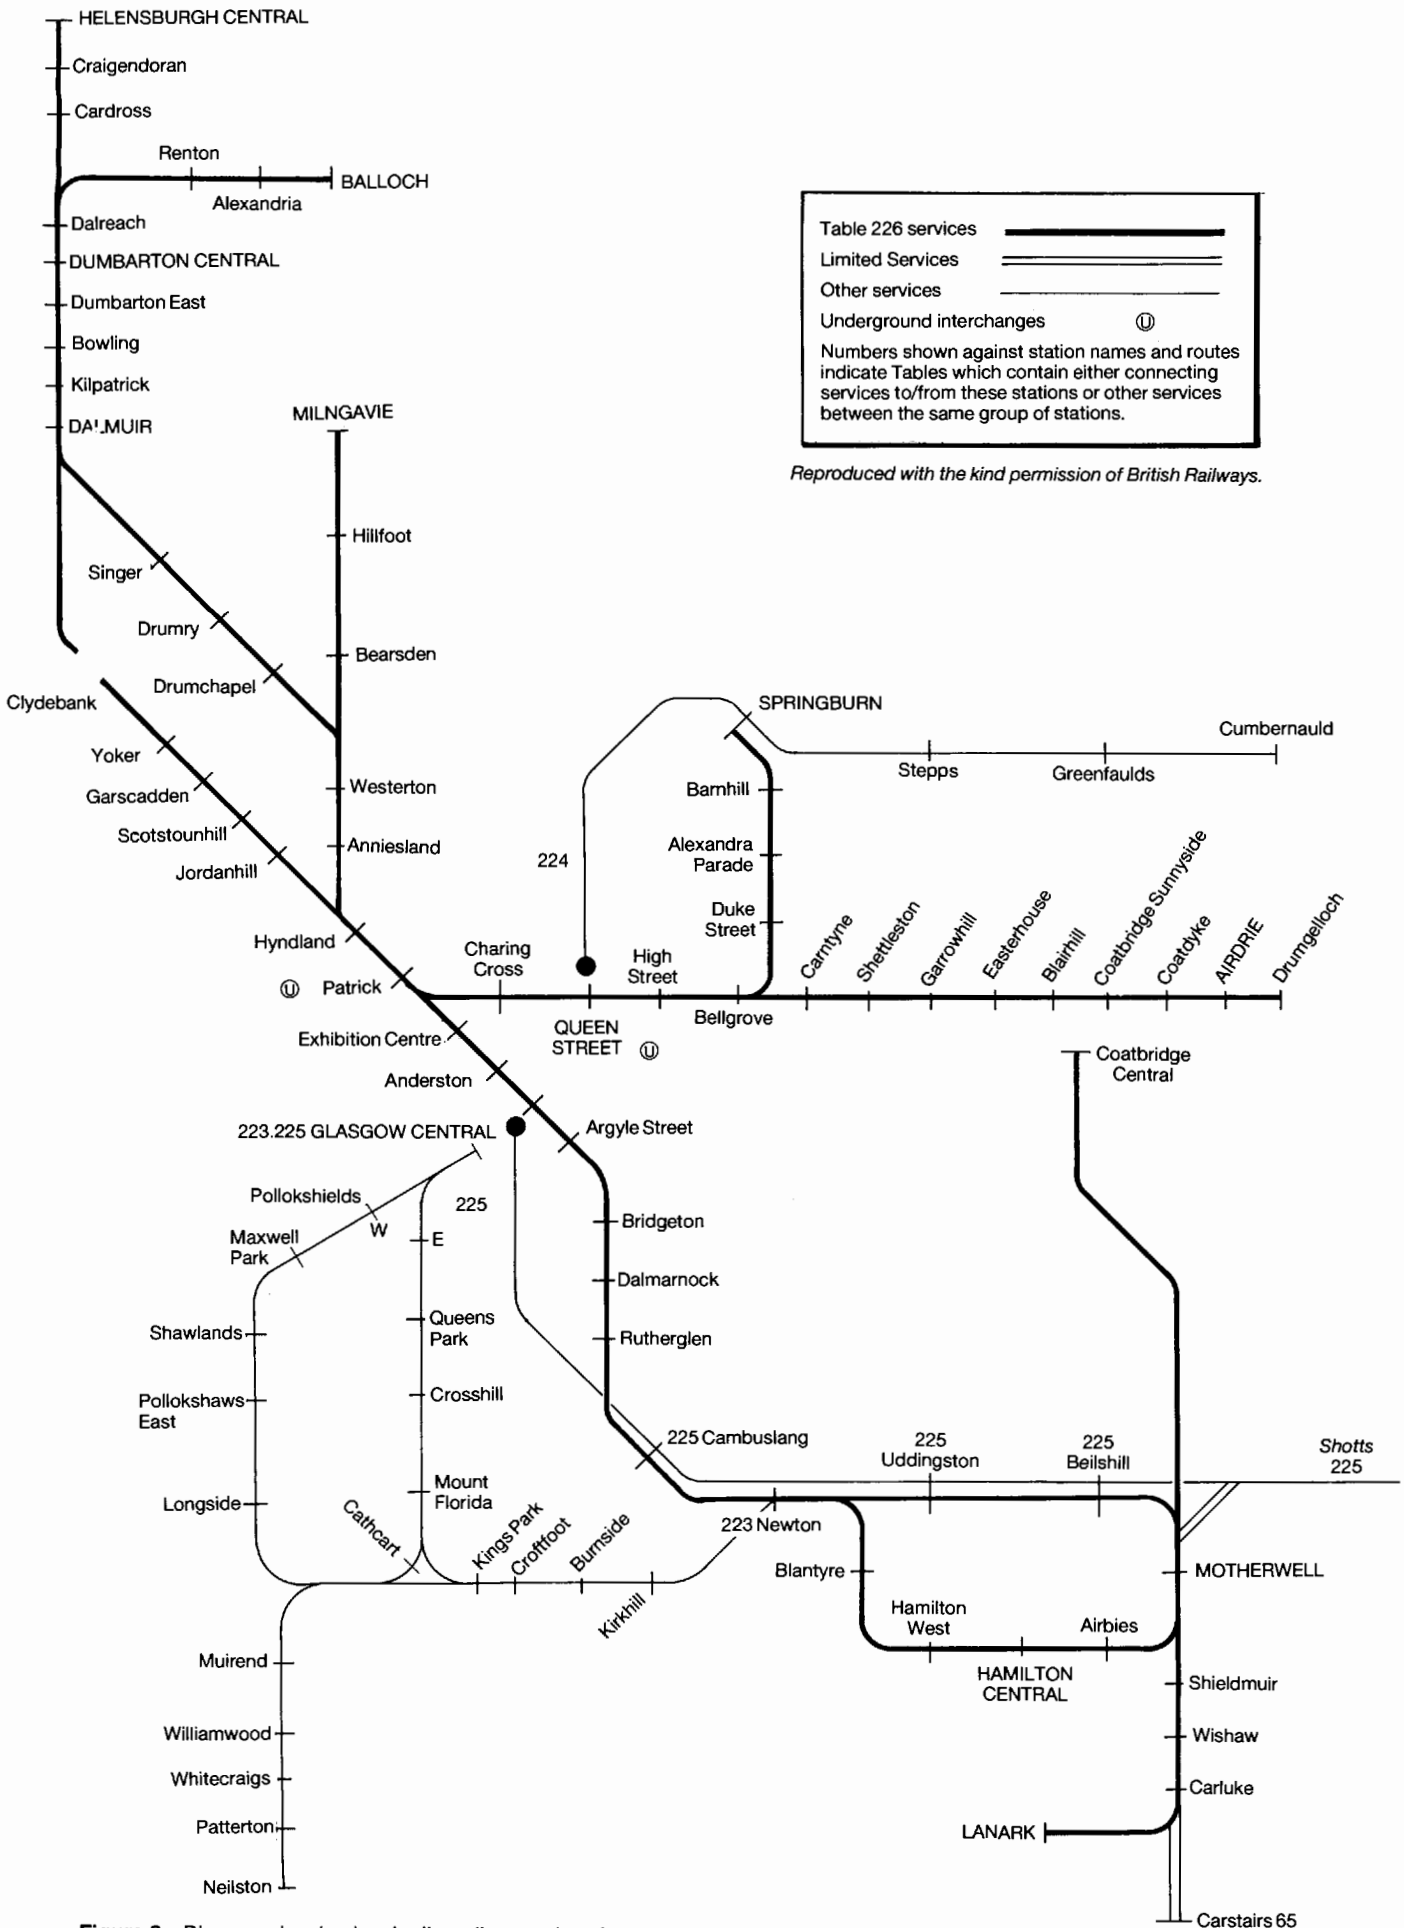 HELENSBURGH CENTRAL
Craigendoran
Cardross
Renton
Alexandria
BALLOCH
Dalreach
DUMBARTON CENTRAL
Dumbarton East
Bowling
Kilpatrick
DALMUIR
Table 226 services
Limited Services
Other services
Underground interchanges Ⓤ
Numbers shown against station names and routes
indicate Tables which contain either connecting
services to/from these stations or other services
between the same group of stations.
Reproduced with the kind permission of British Railways.
MILNGAVIE
Hillfoot
Bearsden
Westerton
Anniesland
Singer
Drumry
Drumchapel
Clydebank
Yoker
Garscadden
Scotstounhill
Jordanhill
Hyndland
Ⓤ Patrick
SPRINGBURN
Stepps
Greenfaulds
Cumbernauld
Barnhill
Alexandra
Parade
Duke
Street
224
Charing
Cross
QUEEN
STREET Ⓤ
High
Street
Bellgrove
Carntyne
Shettleston
Garrowhill
Easterhouse
Blairhill
Coatbridge Sunnyside
Coatdyke
AIRDRIE
Drumgelloch
Exhibition Centre
Anderston
223.225 GLASGOW CENTRAL
Argyle Street
Coatbridge
Central
Pollokshields
W
225
E
Maxwell
Park
Shawlands
Pollokshaws
East
Longside
Queens
Park
Crosshill
Mount
Florida
Cathcart
Kings Park
Croftfoot
Burnside
Kirkhill
Bridgeton
Dalmarnock
Rutherglen
225 Cambuslang
225
Uddingston
225
Beilshill
Shotts
225
223 Newton
Blantyre
Hamilton
West
HAMILTON
CENTRAL
Airbies
MOTHERWELL
Shieldmuir
Wishaw
Carluke
LANARK
Carstairs 65
Muirend
Williamwood
Whitecraigs
Patterton
Neilston